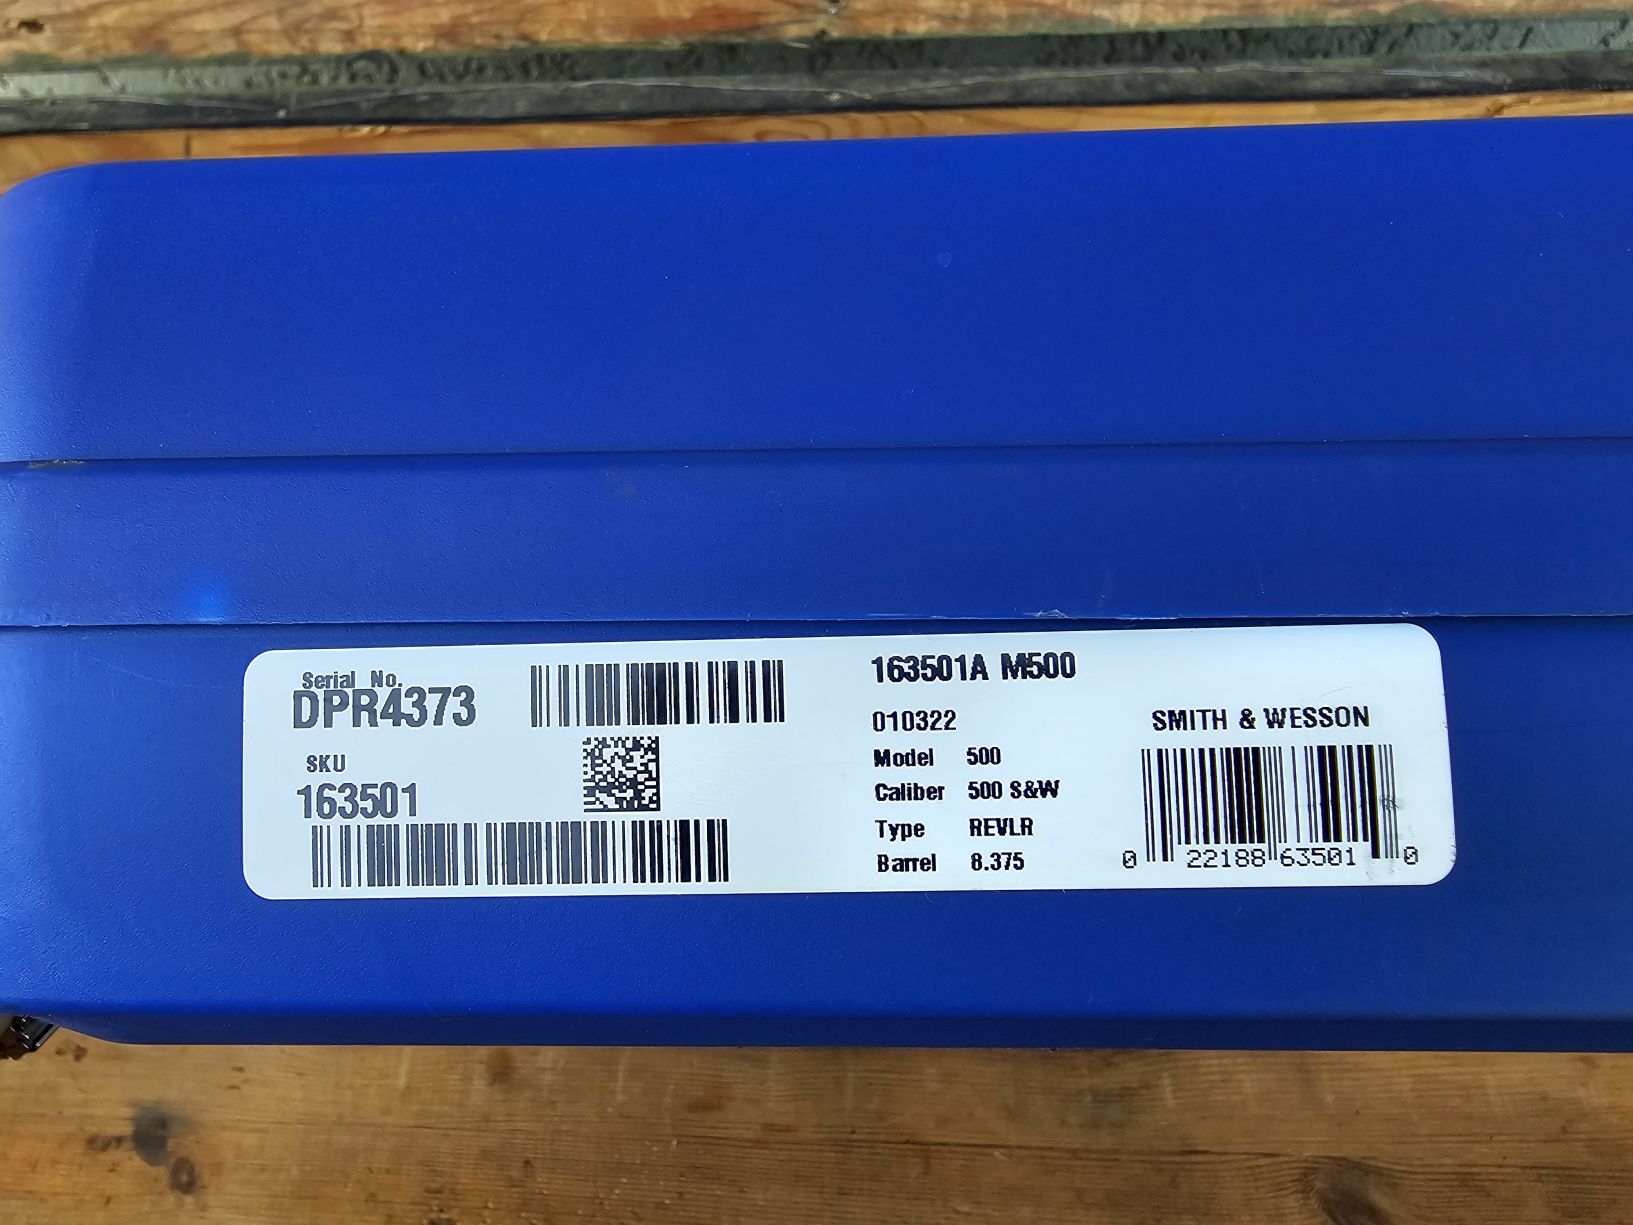 Serial No.
DPR4373
SKU
163501
163501A M500
010322
Model 500
Caliber 500 S&W
Type REVLR
Barrel 8.375
SMITH & WESSON
0 22188 63501 0